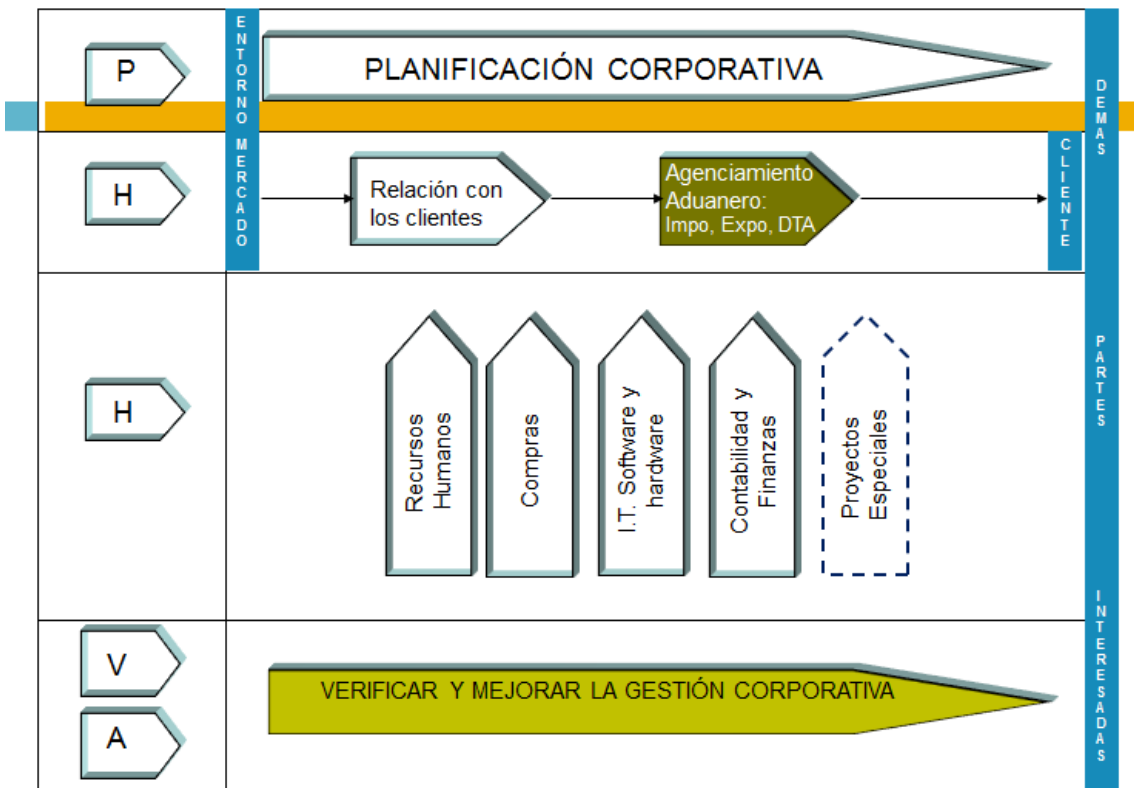 P
ENTORNO
PLANIFICACIÓN CORPORATIVA
H
MERCADO
Relación con
los clientes
Agenciamiento
Aduanero:
Impo, Expo, DTA
CLIENTE
DEMAS
PARTES
INTERESADAS
H
Recursos
Humanos
Compras
I.T. Software y
hardware
Contabilidad y
Finanzas
Proyectos
Especiales
V
A
VERIFICAR Y MEJORAR LA GESTIÓN CORPORATIVA